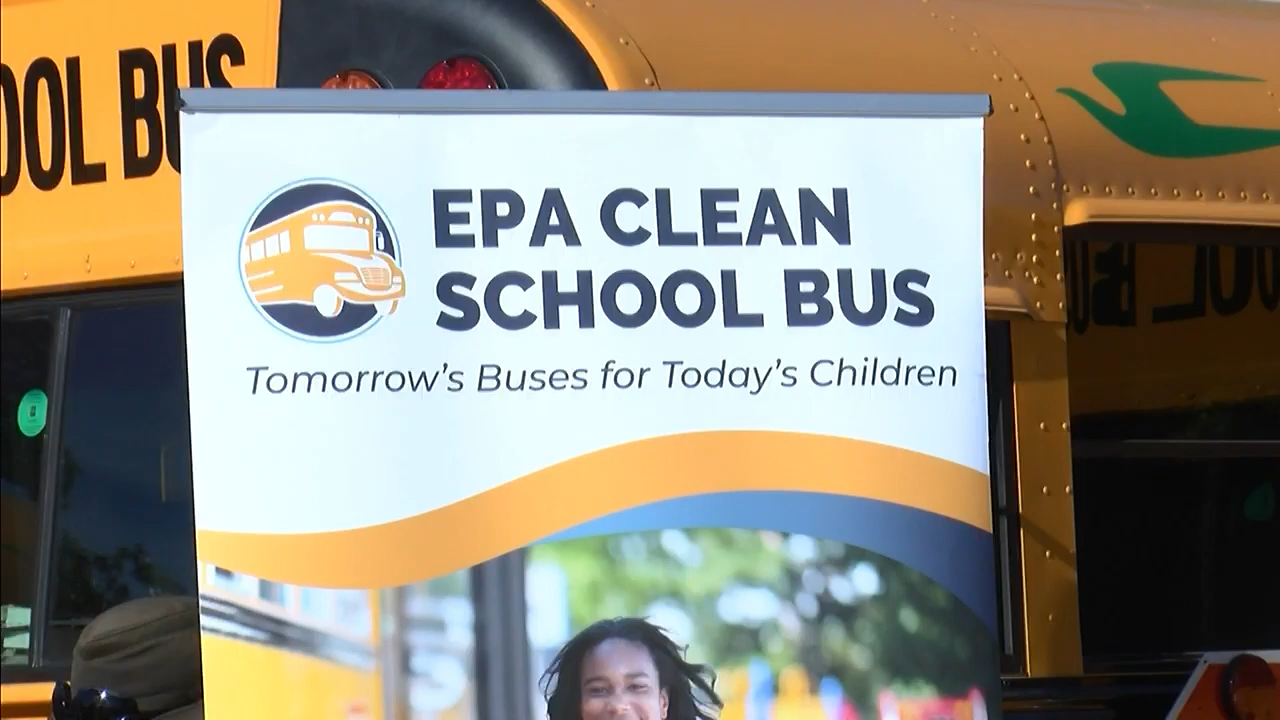 OOL BUS
EPA CLEAN
SCHOOL BUS
Tomorrow's Buses for Today's Children